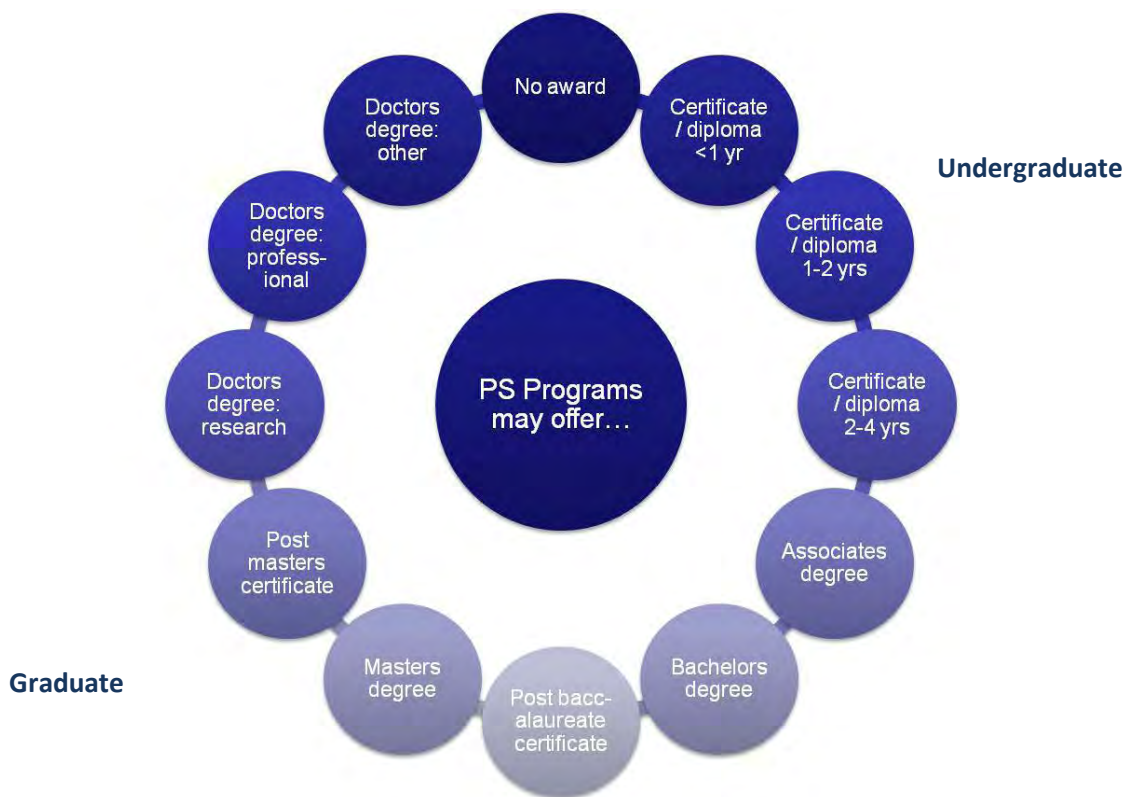 No award
Certificate
/ diploma
<1 yr
Undergraduate
Certificate
/ diploma
1-2 yrs
Certificate
/ diploma
2-4 yrs
Associates
degree
Bachelors
degree
Post bacc-
alaureate
certificate
Masters
degree
Graduate
Post
masters
certificate
Doctors
degree:
research
Doctors
degree:
profess-
ional
Doctors
degree:
other
PS Programs
may offer…